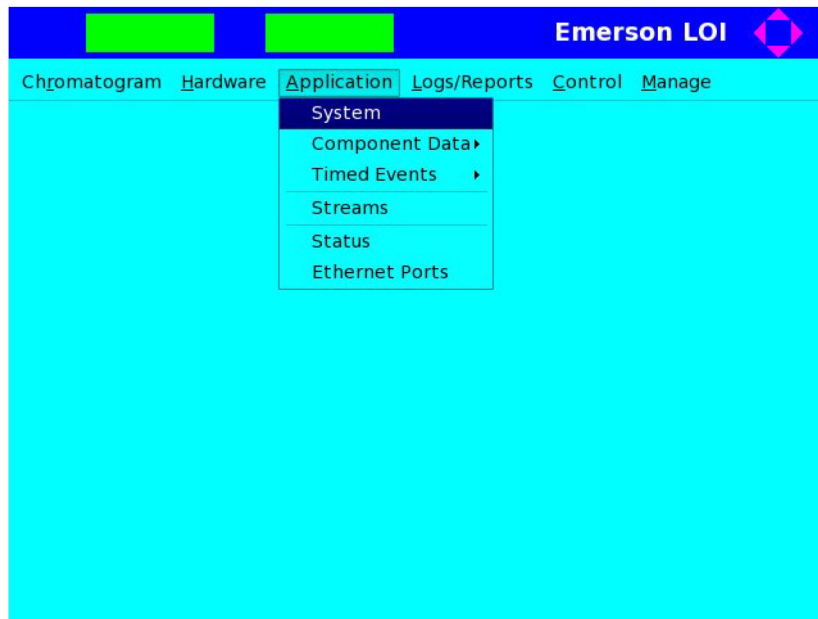 Emerson LOI
Chromatogram Hardware Application Logs/Reports Control Manage
System
Component Data
Timed Events
Streams
Status
Ethernet Ports